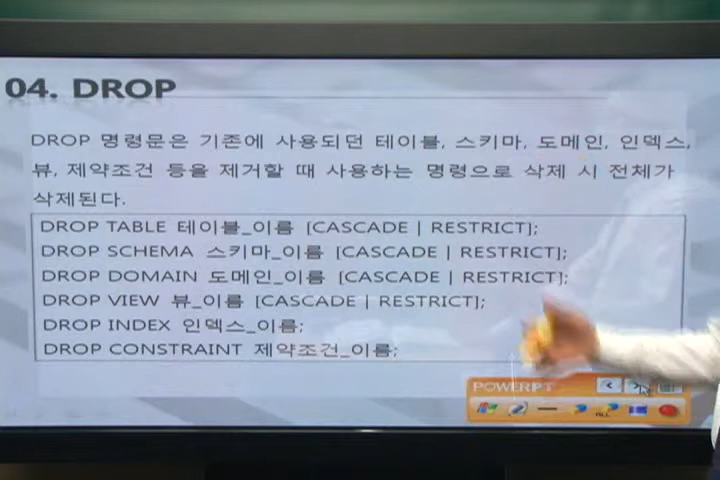 04. DROP
DROP 명령문은 기존에 사용되던 테이블, 스키마, 도메인, 인덱스,
뷰, 제약조건 등을 제거할 때 사용하는 명령으로 삭제 시 전체가
삭제된다.
DROP TABLE 테이블_이름 [CASCADE | RESTRICT];
DROP SCHEMA 스키마_이름 [CASCADE | RESTRICT];
DROP DOMAIN 도메인_이름 [CASCADE | RESTRICT];
DROP VIEW 뷰_이름 [CASCADE | RESTRICT];
DROP INDEX 인덱스_이름;
DROP CONSTRAINT 제약조건_이름;
POWERPT
ALL